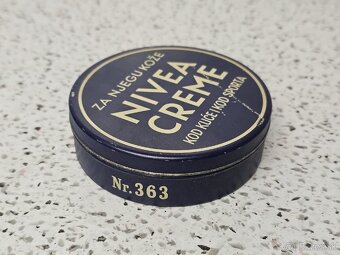 ZA NJEGU KOŽE
NIVEA
CREME
KOD KUĆE I KOD SPORTA
Nr. 363